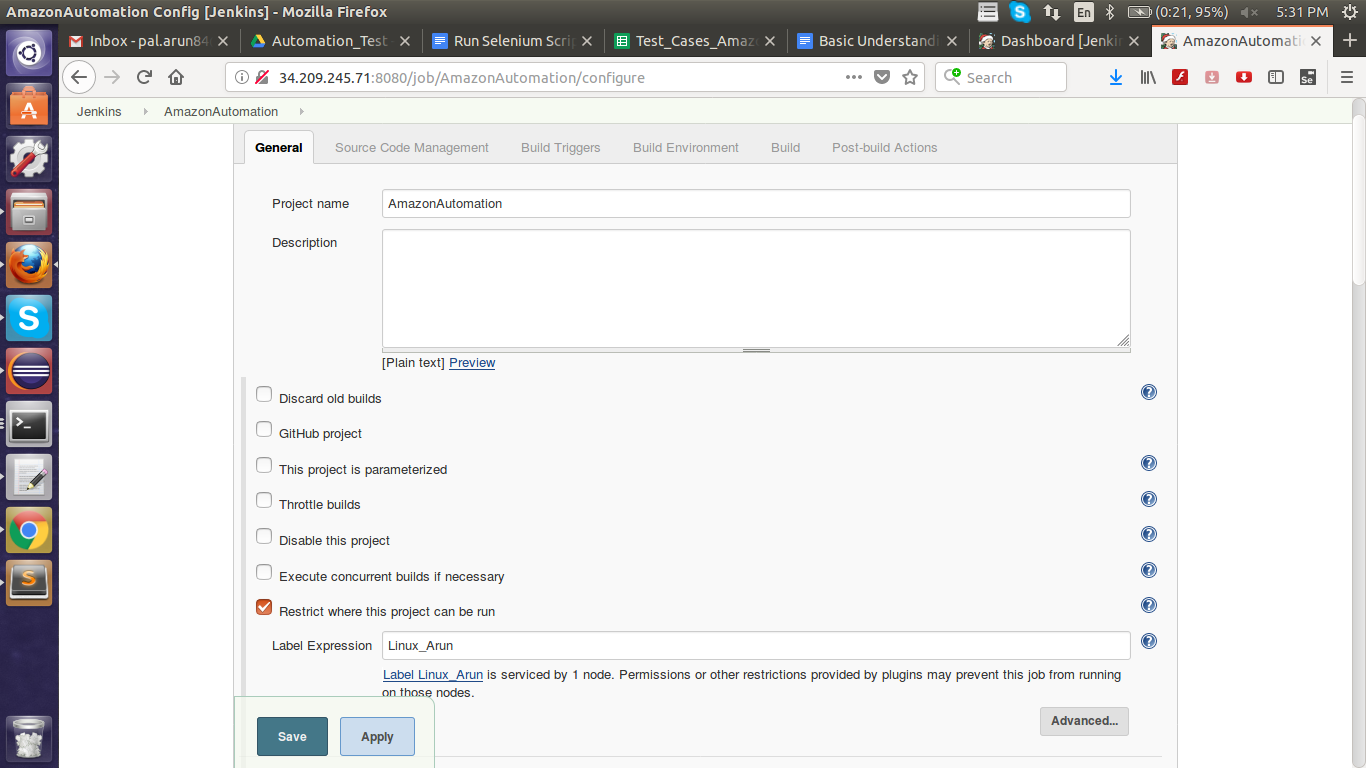 AmazonAutomation Config [Jenkins] - Mozilla Firefox
En
(0:21, 95%)
5:31 PM
Inbox - pal.arun84
Automation_Test
Run Selenium Scri
Test_Cases_Amaz
Basic Understand
Dashboard [Jenki
AmazonAutomati
34.209.245.71:8080/job/AmazonAutomation/configure
Search
Se
Jenkins
AmazonAutomation
General
Source Code Management
Build Triggers
Build Environment
Build
Post-build Actions
Project name
AmazonAutomation
Description
[Plain text] Preview
Discard old builds
GitHub project
This project is parameterized
Throttle builds
Disable this project
Execute concurrent builds if necessary
Restrict where this project can be run
Label Expression
Linux_Arun
Label Linux_Arun is serviced by 1 node. Permissions or other restrictions provided by plugins may prevent this job from running
on those nodes.
Advanced...
Save
Apply